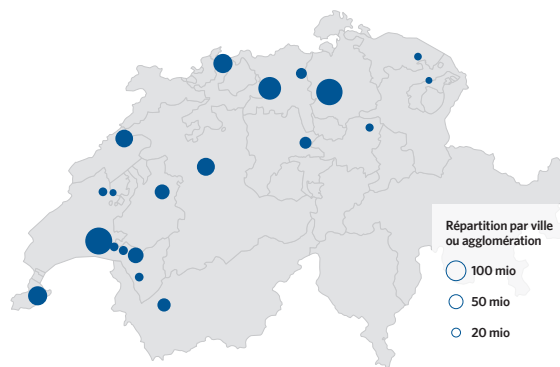 Répartition par ville
ou agglomération
100 mio
50 mio
20 mio